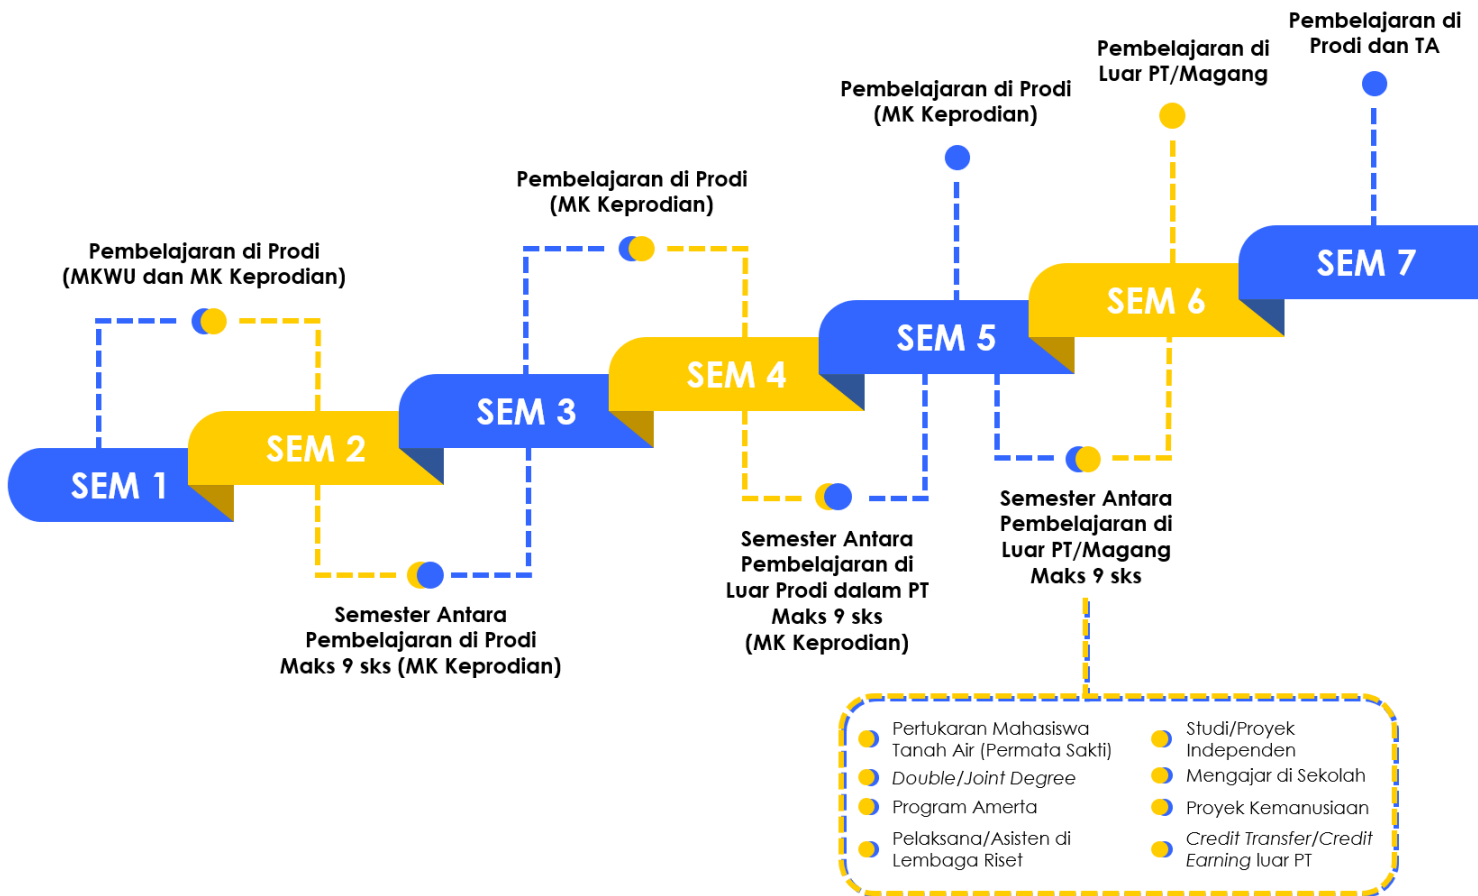 Pembelajaran di
Prodi dan TA
Pembelajaran di
Luar PT/Magang
Pembelajaran di Prodi
(MK Keprodian)
Pembelajaran di Prodi
(MK Keprodian)
Pembelajaran di Prodi
(MKWU dan MK Keprodian)
SEM 7
SEM 6
SEM 5
SEM 4
SEM 3
SEM 2
SEM 1
Semester Antara
Pembelajaran di
Luar PT/Magang
Maks 9 sks
Semester Antara
Pembelajaran di
Luar Prodi dalam PT
Maks 9 sks
(MK Keprodian)
Semester Antara
Pembelajaran di Prodi
Maks 9 sks (MK Keprodian)
Pertukaran Mahasiswa
Tanah Air (Permata Sakti)
Double/Joint Degree
Program Amerta
Pelaksana/Asisten di
Lembaga Riset
Studi/Proyek
Independen
Mengajar di Sekolah
Proyek Kemanusiaan
Credit Transfer/Credit
Earning luar PT